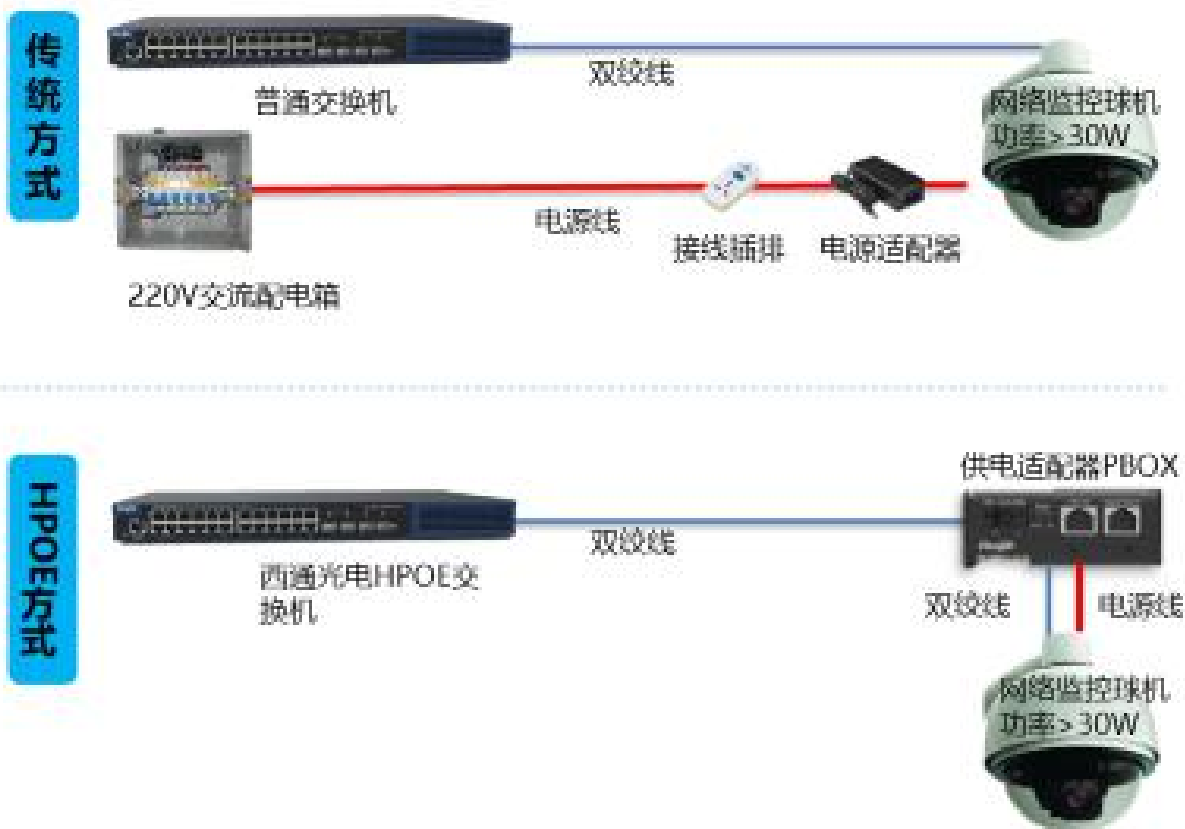 传统方式
普通交换机
双绞线
网络监控球机
功率>30W
电源线
接线插排
电源适配器
220V交流配电箱
HPOE方式
供电适配器PBOX
西通光电HPOE交
换机
双绞线
双绞线
电源线
网络监控球机
功率>30W